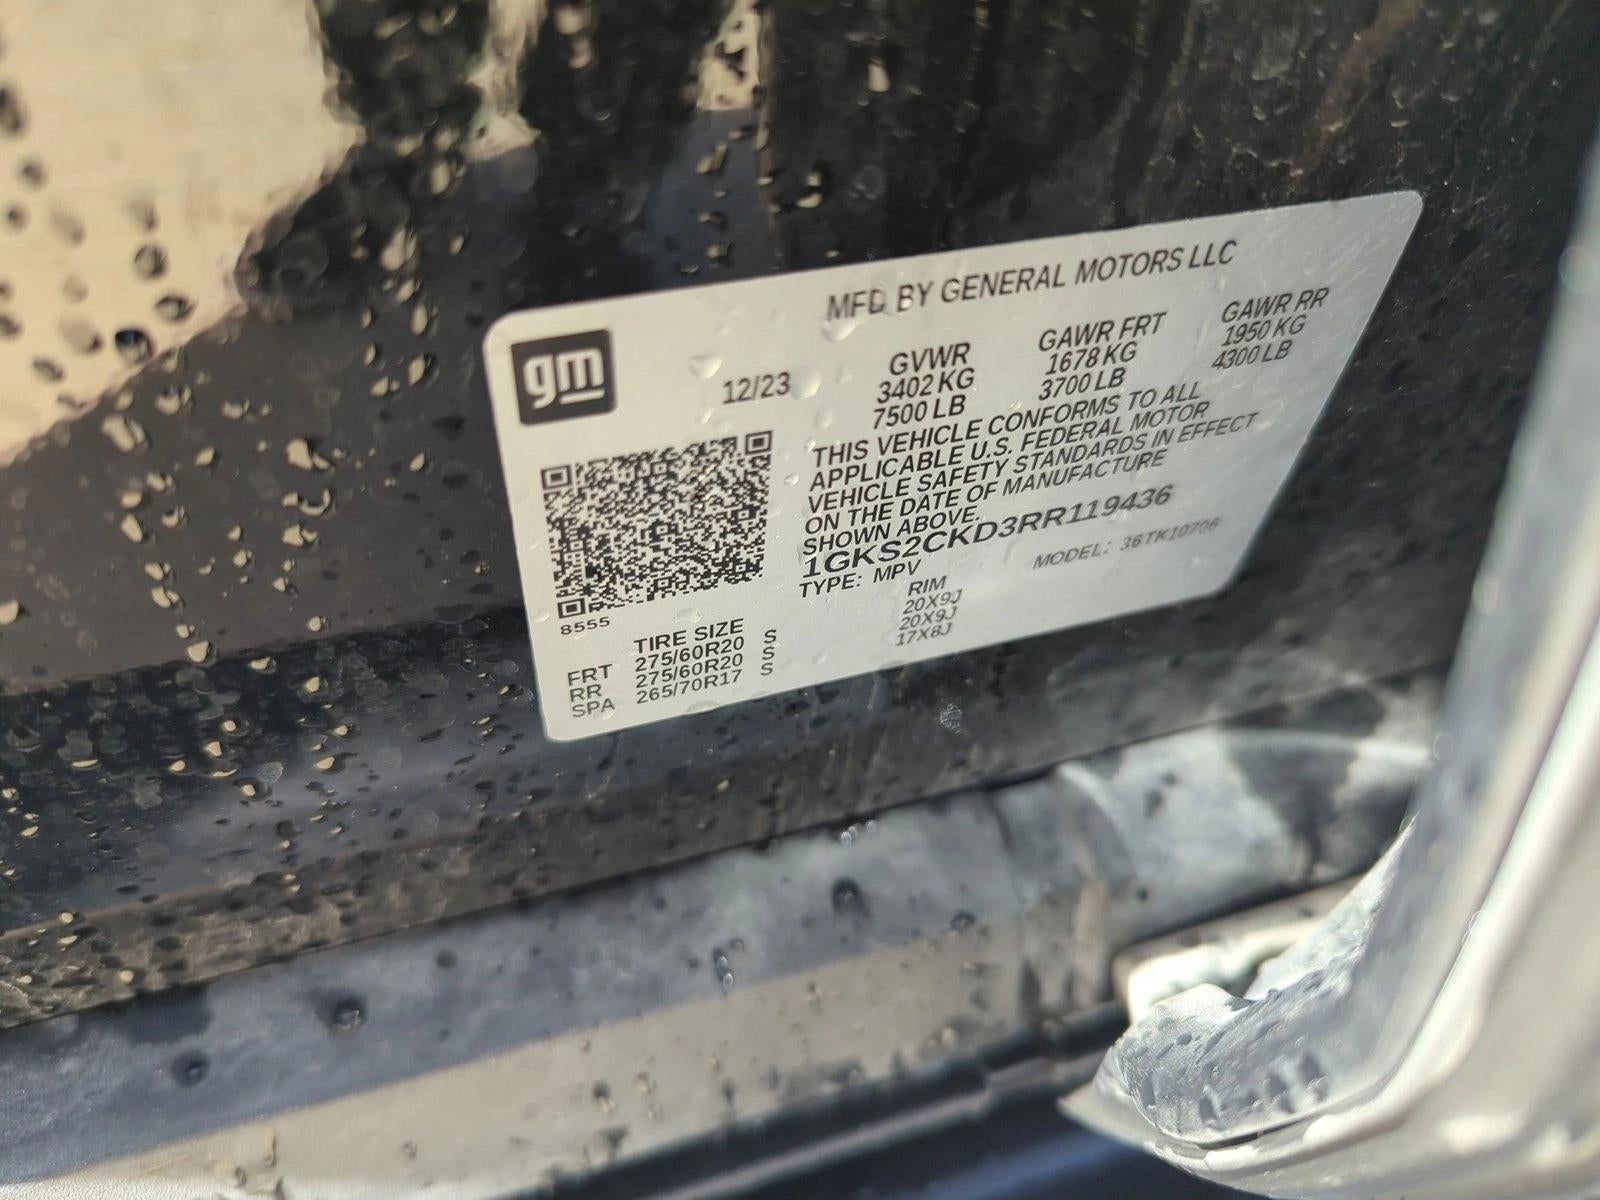 MFD BY GENERAL MOTORS LLC
gm
12/23
GVWR GAWR FRT GAWR RR
3402 KG 1678 KG 1950 KG
7500 LB 3700 LB 4300 LB
THIS VEHICLE CONFORMS TO ALL
APPLICABLE U.S. FEDERAL MOTOR
VEHICLE SAFETY STANDARDS IN EFFECT
ON THE DATE OF MANUFACTURE
SHOWN ABOVE.
1GKS2CKD3RR119436
TYPE: MPV MODEL: 36TK10706
8555
TIRE SIZE RIM
FRT 275/60R20 S 20X9J
RR 275/60R20 S 20X9J
SPA 265/70R17 S 17X8J